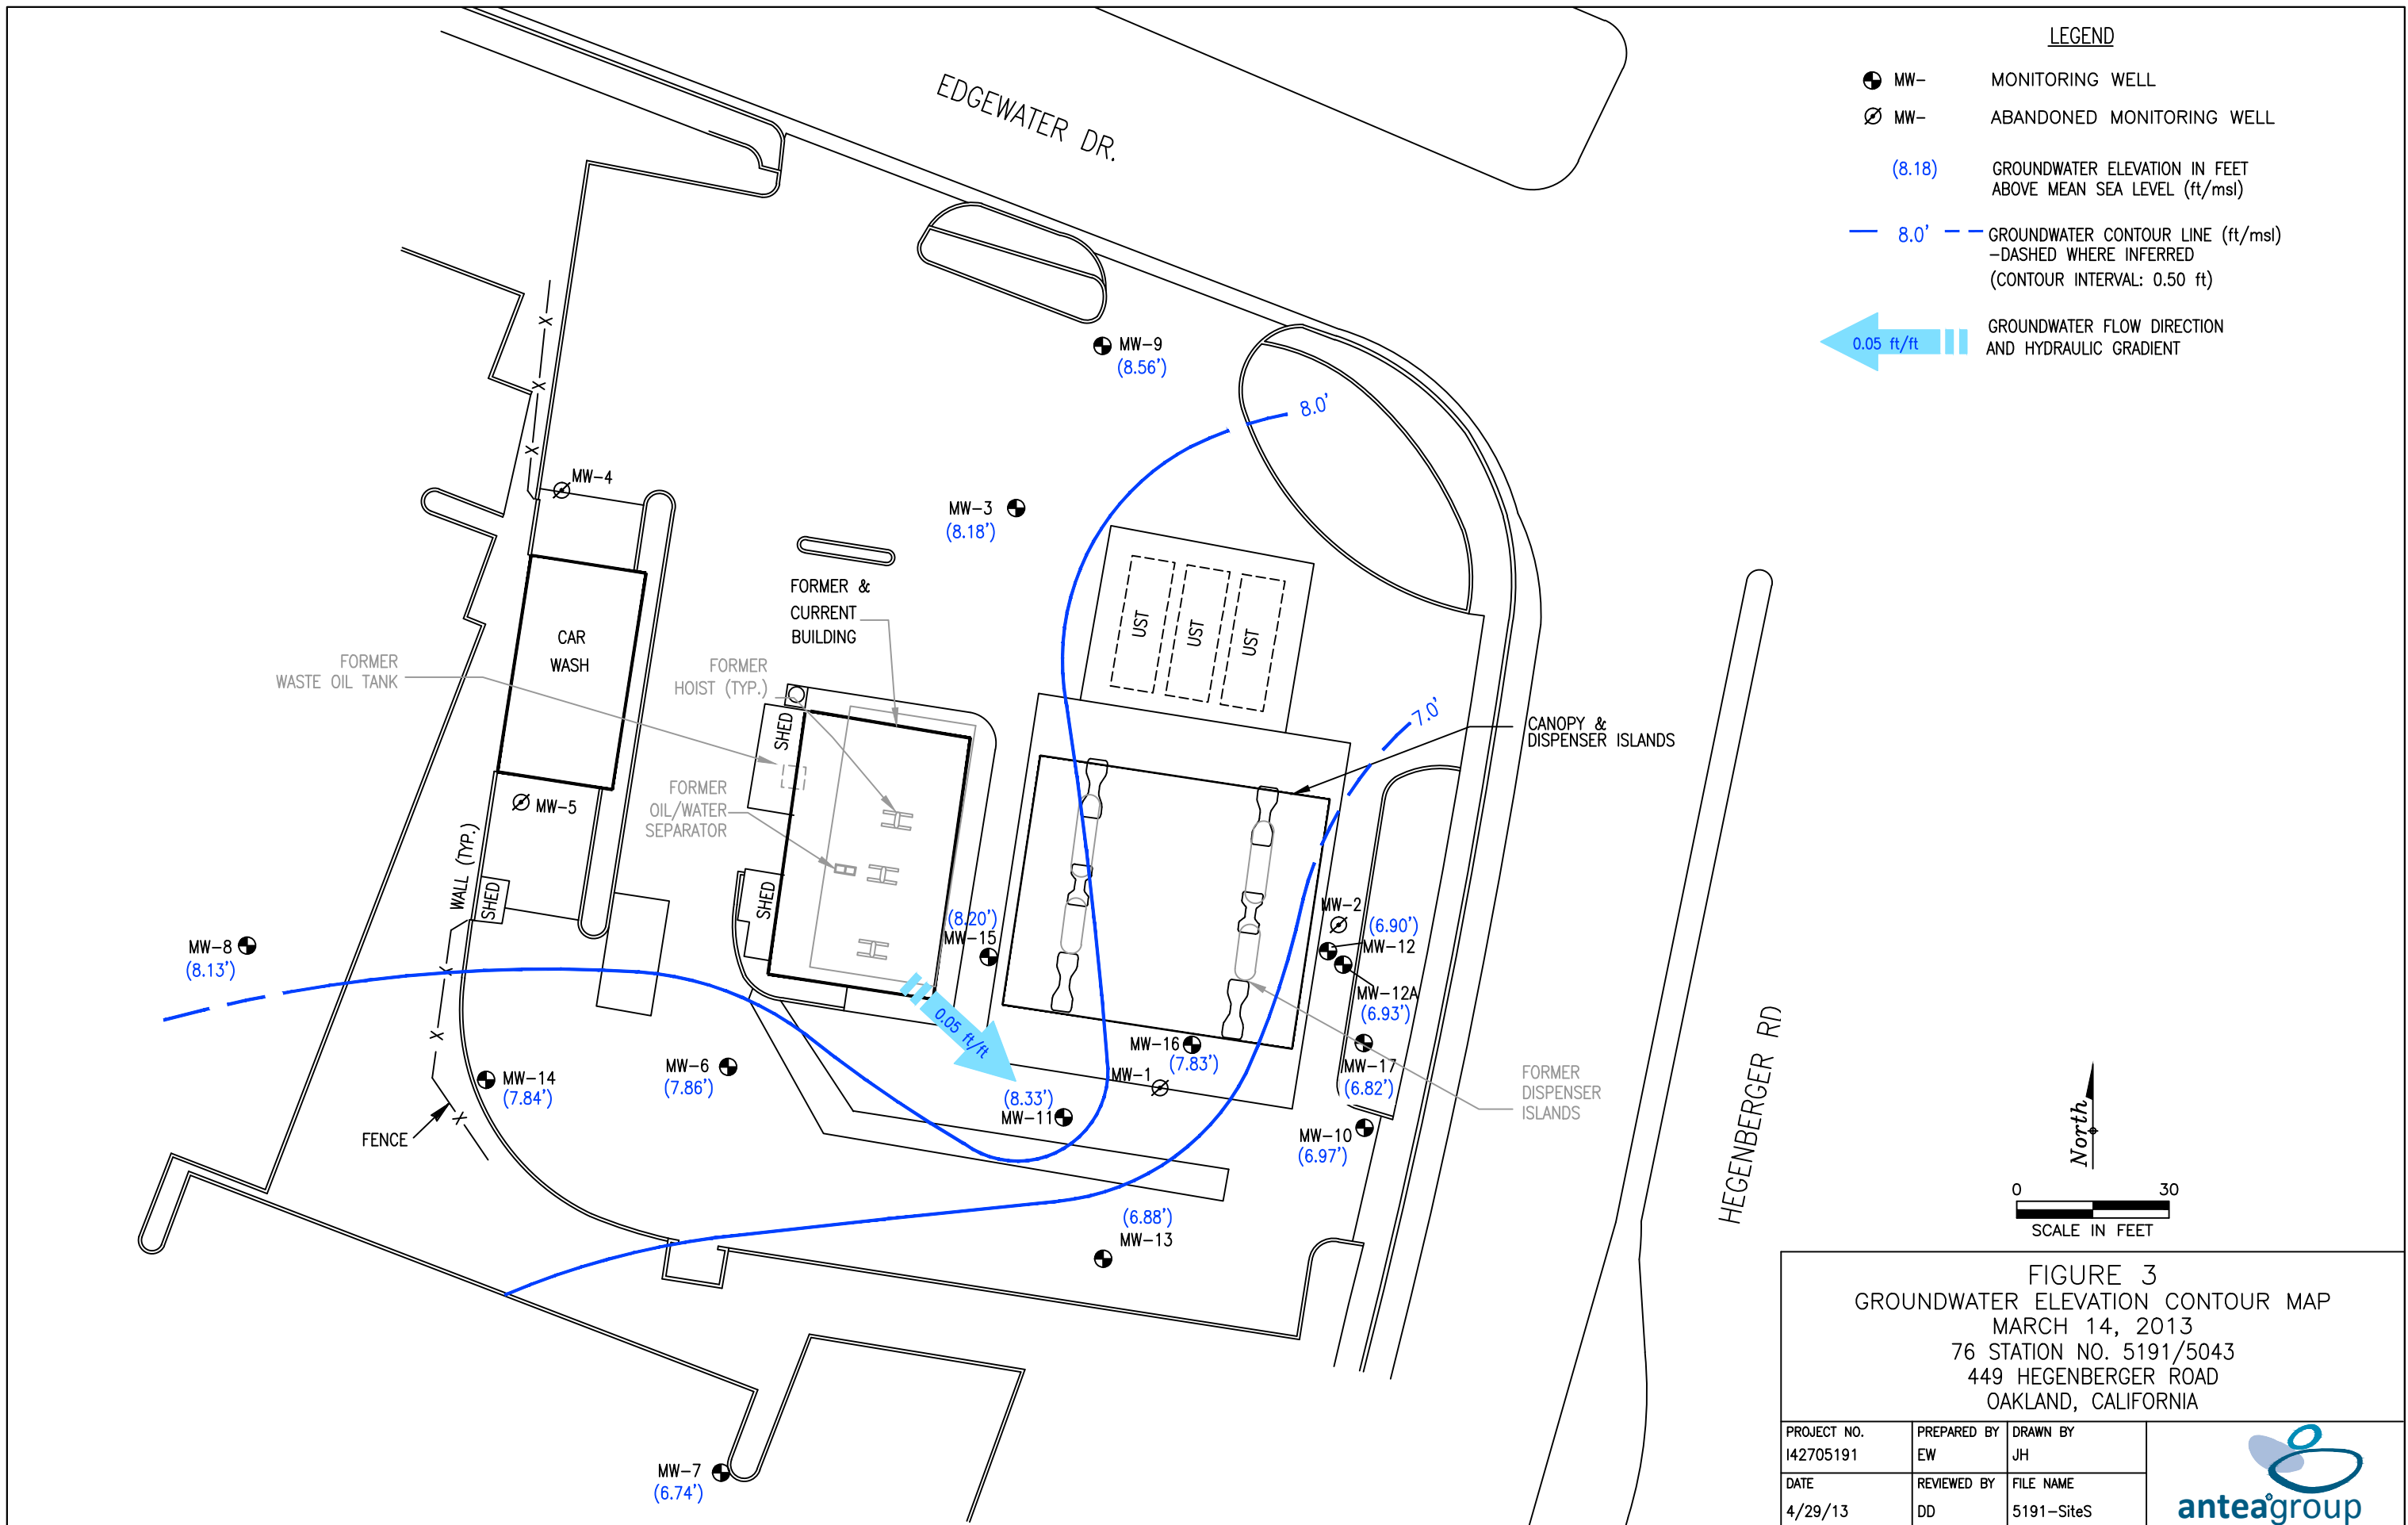 LEGEND
MW- MONITORING WELL
MW- ABANDONED MONITORING WELL
(8.18) GROUNDWATER ELEVATION IN FEET
ABOVE MEAN SEA LEVEL (ft/msl)
8.0' GROUNDWATER CONTOUR LINE (ft/msl)
-DASHED WHERE INFERRED
(CONTOUR INTERVAL: 0.50 ft)
0.05 ft/ft GROUNDWATER FLOW DIRECTION
AND HYDRAULIC GRADIENT
EDGEWATER DR.
MW-9
(8.56')
8.0'
X
X
X
MW-4
MW-3
(8.18')
FORMER &
CURRENT
BUILDING
UST
UST
UST
CAR
WASH
FORMER
WASTE OIL TANK
FORMER
HOIST (TYP.)
SHED
7.0'
CANOPY &
DISPENSER ISLANDS
FORMER
OIL/WATER
SEPARATOR
MW-5
WALL (TYP.)
SHED
SHED
(8.20')
MW-15
MW-2
(6.90')
MW-12
MW-12A
(6.93')
MW-8
(8.13')
X
X
X
0.05 ft/ft
MW-16
(7.83')
MW-1
MW-17
(6.82')
MW-6
(7.86')
MW-14
(7.84')
(8.33')
MW-11
FORMER
DISPENSER
ISLANDS
FENCE
MW-10
(6.97')
HEGENBERGER RD
(6.88')
MW-13
MW-7
(6.74')
North
0 30
SCALE IN FEET
FIGURE 3
GROUNDWATER ELEVATION CONTOUR MAP
MARCH 14, 2013
76 STATION NO. 5191/5043
449 HEGENBERGER ROAD
OAKLAND, CALIFORNIA
PROJECT NO. PREPARED BY DRAWN BY
I42705191 EW JH
DATE REVIEWED BY FILE NAME
4/29/13 DD 5191-SiteS
anteagroup